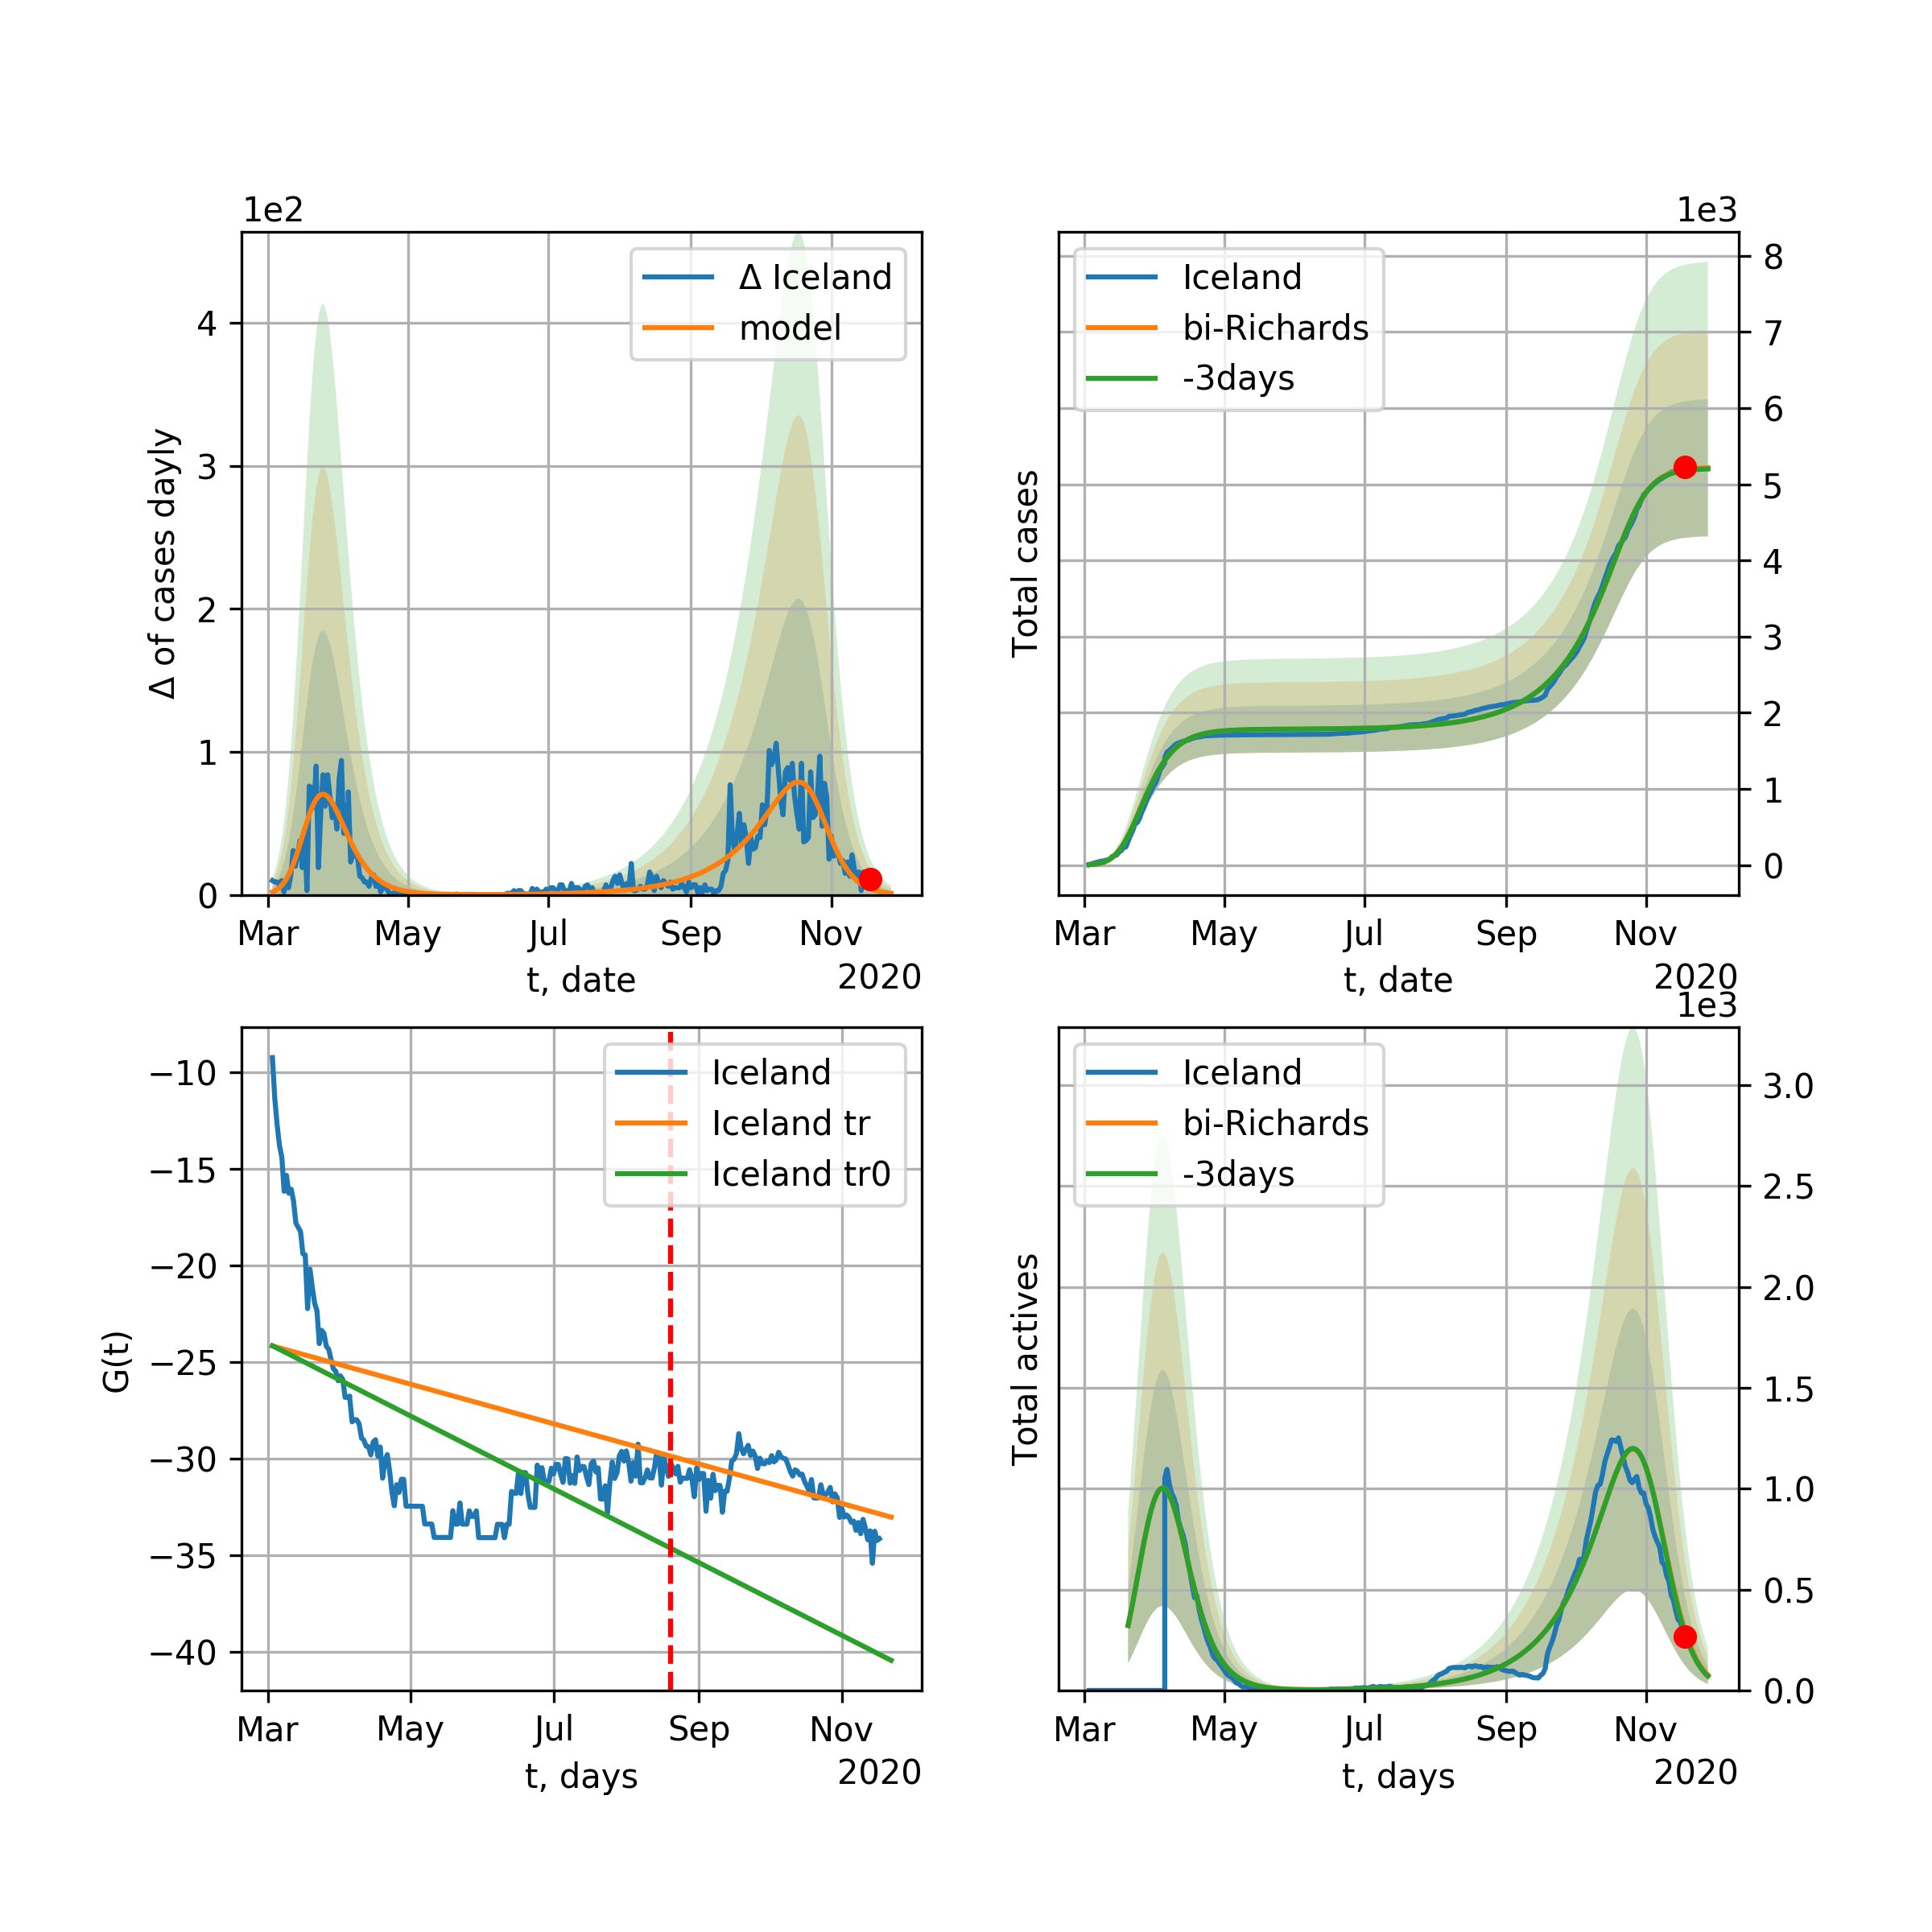 1e2
Δ of cases dayly
4
3
2
1
0
Δ Iceland
model
Mar May Jul Sep Nov
t, date
2020
1e3
Total cases
8
7
6
5
4
3
2
1
0
Iceland
bi-Richards
-3days
Mar May Jul Sep Nov
t, date
2020
G(t)
−10
−15
−20
−25
−30
−35
−40
Iceland
Iceland tr
Iceland tr0
Mar May Jul Sep Nov
t, days
2020
1e3
Total actives
3.0
2.5
2.0
1.5
1.0
0.5
0.0
Iceland
bi-Richards
-3days
Mar May Jul Sep Nov
t, days
2020